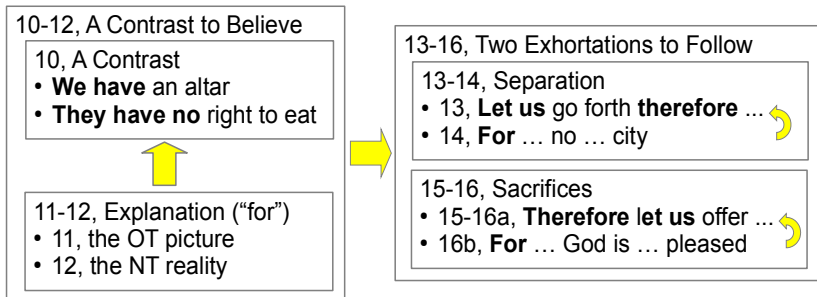 10-12, A Contrast to Believe
10, A Contrast
• We have an altar
• They have no right to eat
11-12, Explanation (“for”)
• 11, the OT picture
• 12, the NT reality
13-16, Two Exhortations to Follow
13-14, Separation
• 13, Let us go forth therefore ...
• 14, For … no … city
15-16, Sacrifices
• 15-16a, Therefore let us offer ...
• 16b, For … God is … pleased